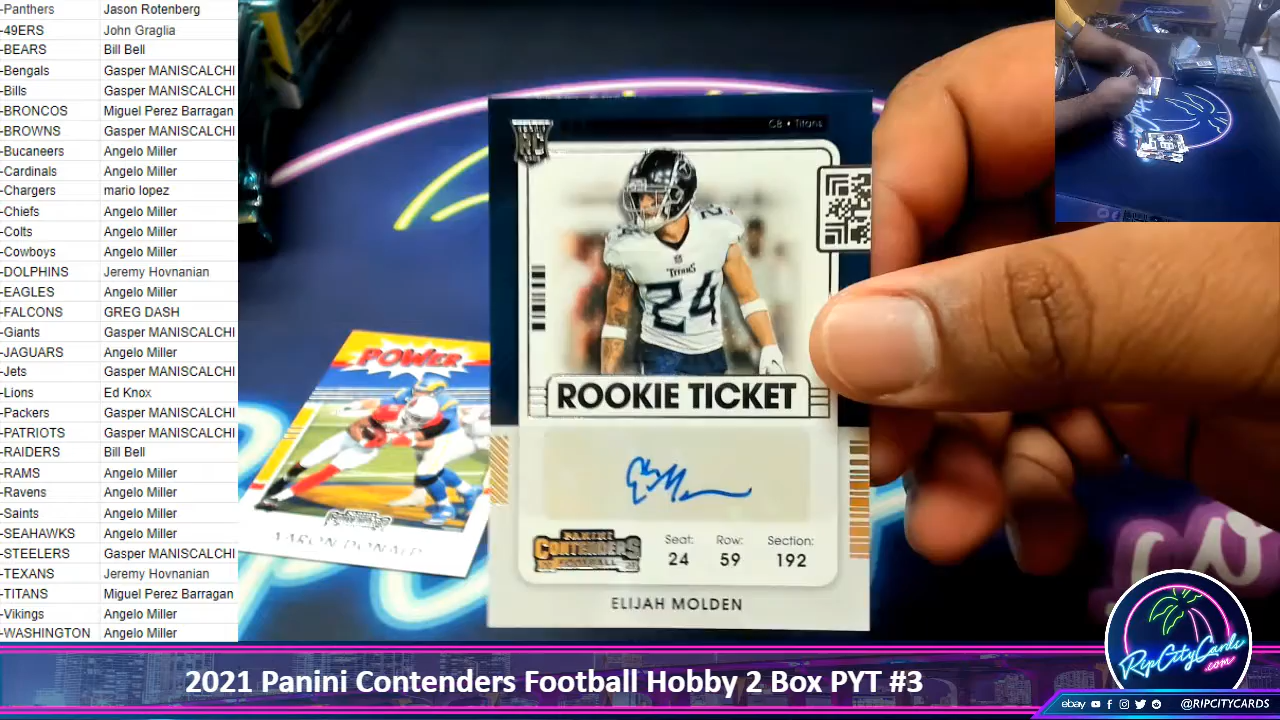 -Panthers Jason Rotenberg
-49ERS John Graglia
-BEARS Bill Bell
-Bengals Gasper MANISCALCHI
-Bills Gasper MANISCALCHI
-BRONCOS Miguel Perez Barragan
-BROWNS Gasper MANISCALCHI
-Bucaneers Angelo Miller
-Cardinals Angelo Miller
-Chargers mario lopez
-Chiefs Angelo Miller
-Colts Angelo Miller
-Cowboys Angelo Miller
-DOLPHINS Jeremy Hovnanian
-EAGLES Angelo Miller
-FALCONS GREG DASH
-Giants Gasper MANISCALCHI
-JAGUARS Angelo Miller
-Jets Gasper MANISCALCHI
-Lions Ed Knox
-Packers Gasper MANISCALCHI
-PATRIOTS Gasper MANISCALCHI
-RAIDERS Bill Bell
-RAMS Angelo Miller
-Ravens Angelo Miller
-Saints Angelo Miller
-SEAHAWKS Angelo Miller
-STEELERS Gasper MANISCALCHI
-TEXANS Jeremy Hovnanian
-TITANS Miguel Perez Barragan
-Vikings Angelo Miller
-WASHINGTON Angelo Miller
RC
CB • Titans
TITANS
24
24
ROOKIE TICKET
PANINI
CONTENDERS
FOOTBALL
Seat: Row: Section:
24 59 192
ELIJAH MOLDEN
POWER
AARON DONALD
RipCityCards
.com
2021 Panini Contenders Football Hobby 2 Box PYT #3
ebay @RIPCITYCARDS